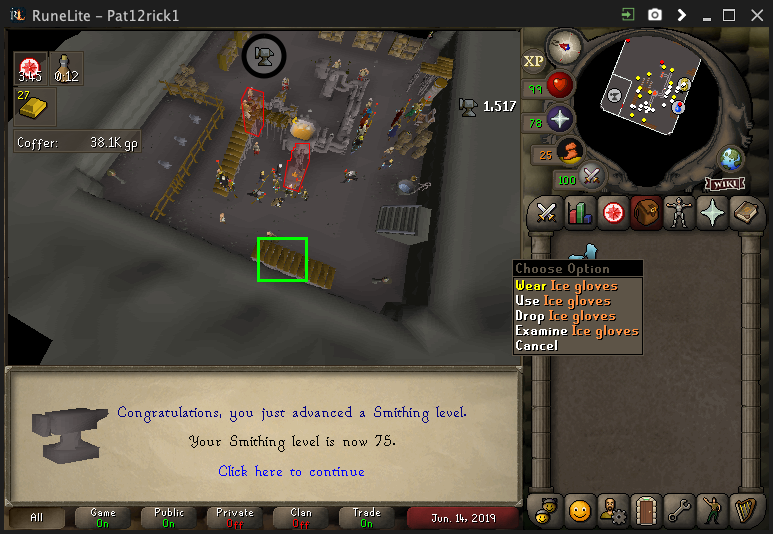 RuneLite - Pat12rick1
3:45
0:12
27
Coffer: 38.1K gp
1,517
XP
99
78
25
100
WIKI
Choose Option
Wear Ice gloves
Use Ice gloves
Drop Ice gloves
Examine Ice gloves
Cancel
Congratulations, you just advanced a Smithing level.
Your Smithing level is now 75.
Click here to continue
All
Game
On
Public
On
Private
Off
Clan
Off
Trade
On
Jun. 14, 2019